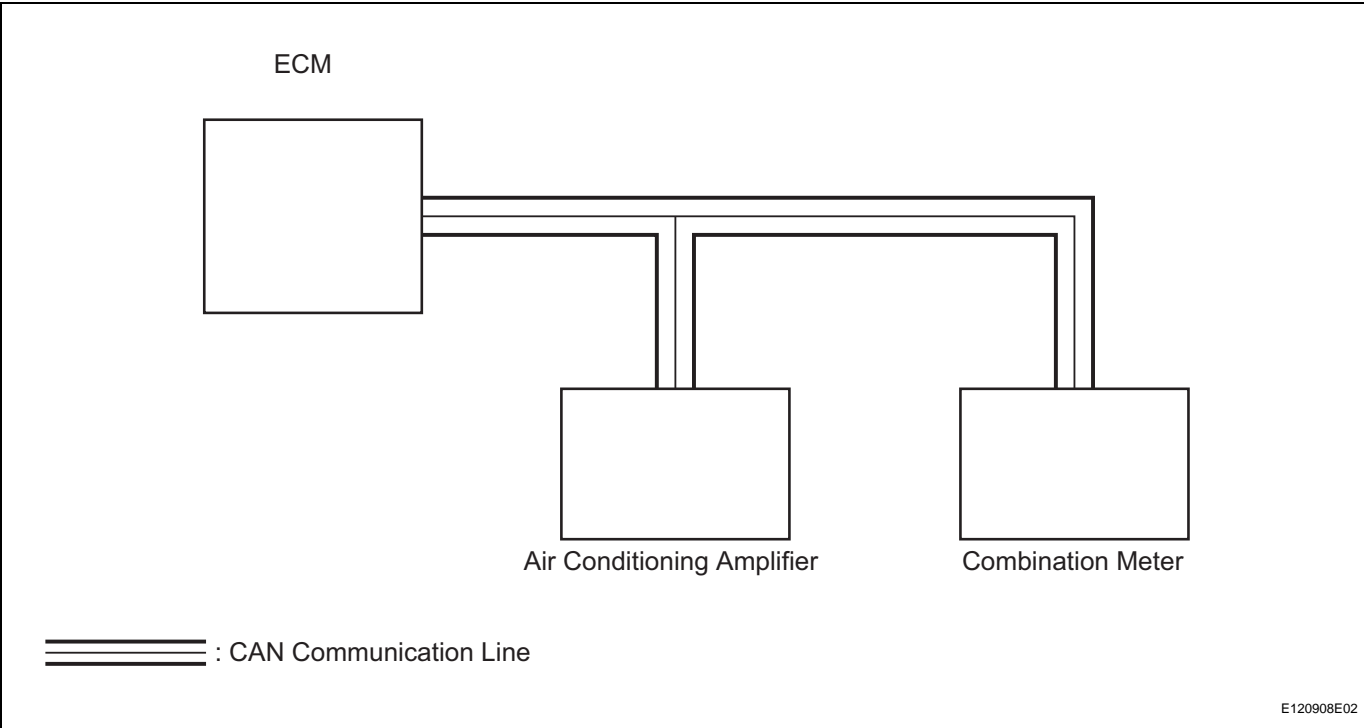 ECM
Air Conditioning Amplifier
Combination Meter
: CAN Communication Line
E120908E02